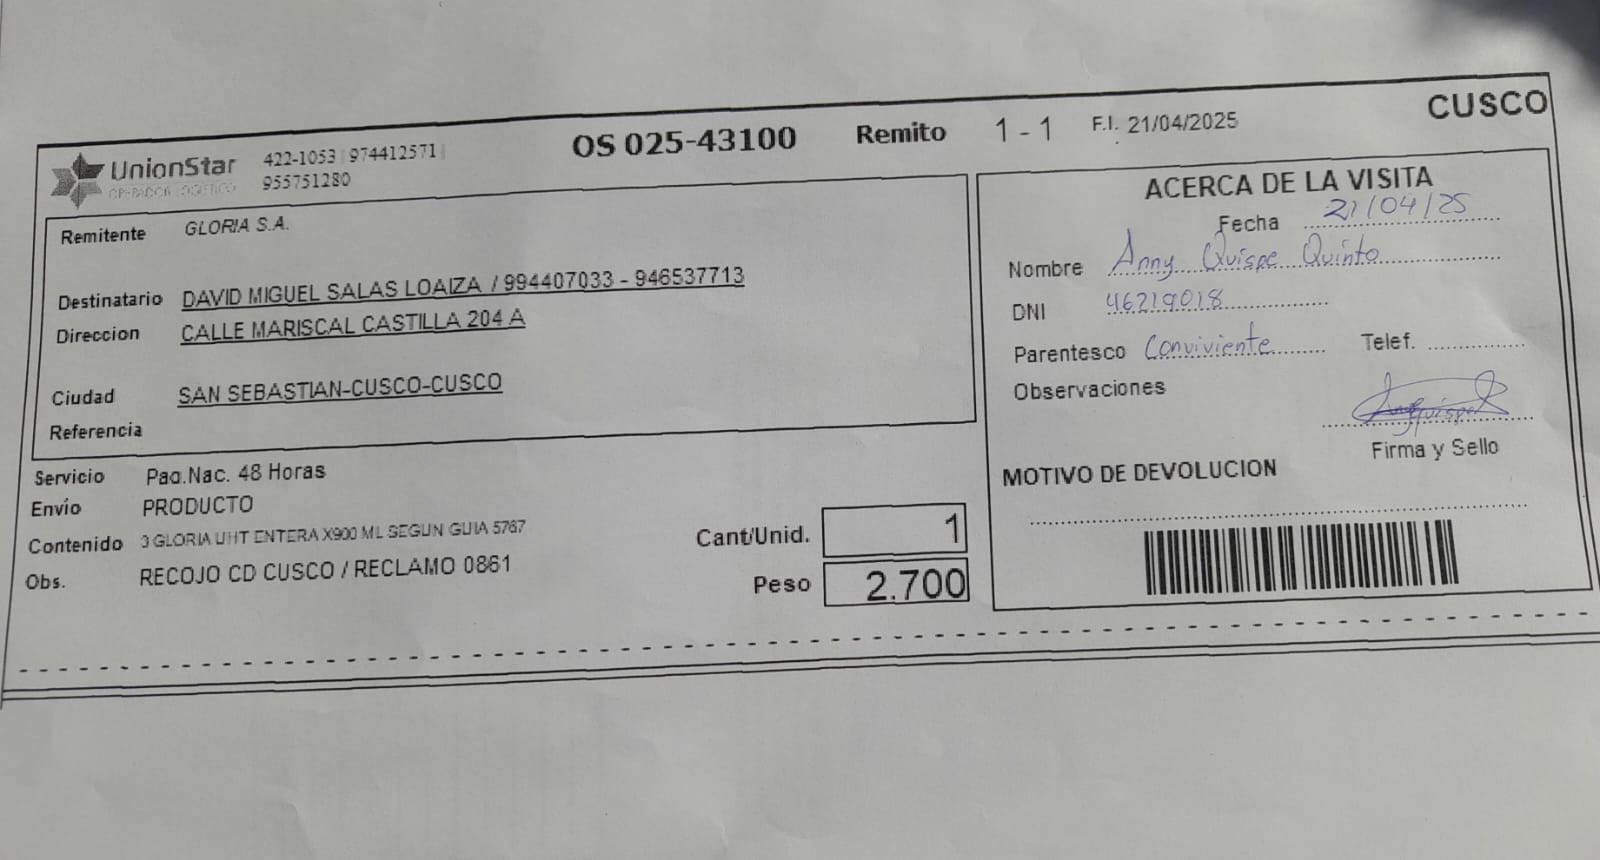 UnionStar
OPERADOR LOGISTICO
422-1053 974412571
955751280
OS 025-43100 Remito 1 - 1 F.I. 21/04/2025 CUSCO
Remitente GLORIA S.A.
Destinatario DAVID MIGUEL SALAS LOAIZA / 994407033 - 946537713
Direccion CALLE MARISCAL CASTILLA 204 A
Ciudad SAN SEBASTIAN-CUSCO-CUSCO
Referencia
Servicio Paq.Nac. 48 Horas
Envío PRODUCTO
Contenido 3 GLORIA UHT ENTERA X900 ML SEGUN GUIA 5767
Obs. RECOJO CD CUSCO / RECLAMO 0861
Cant/Unid. 1
Peso 2.700
ACERCA DE LA VISITA
Fecha 21/04/25
Nombre Anny Quispe Quinto
DNI 46219018
Parentesco Conviviente Telef.
Observaciones
Firma y Sello
MOTIVO DE DEVOLUCION